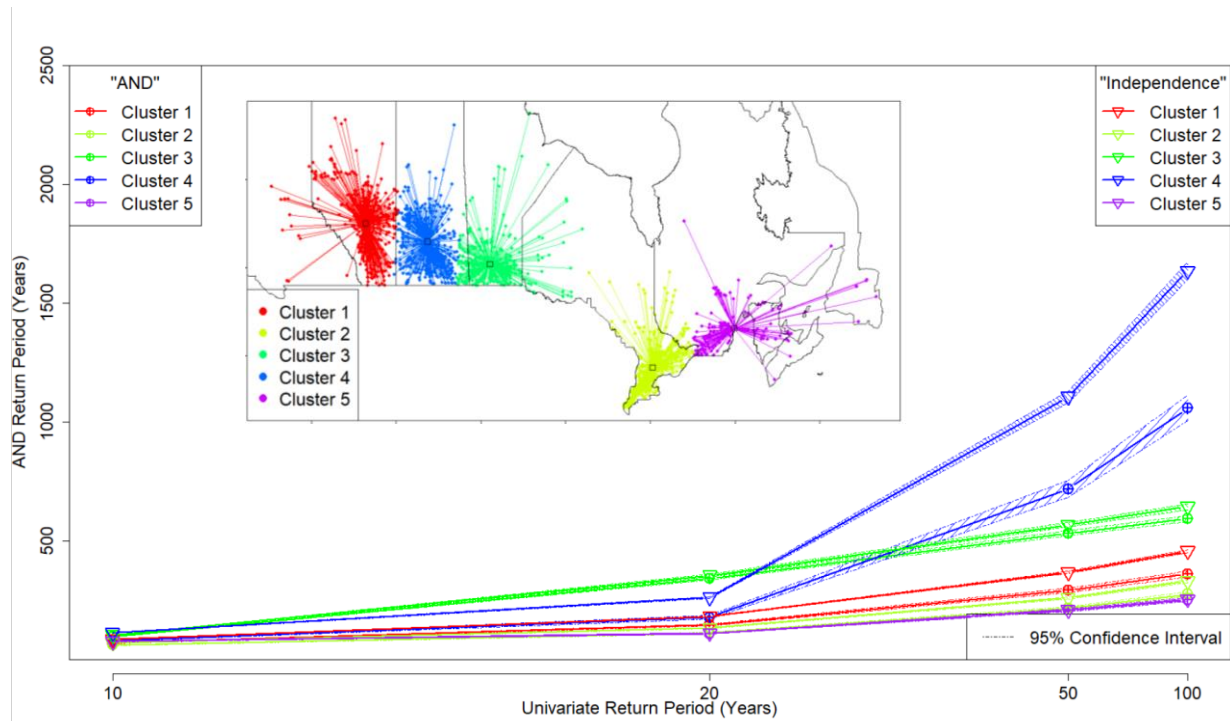 "AND"
Cluster 1
Cluster 2
Cluster 3
Cluster 4
Cluster 5
"Independence"
Cluster 1
Cluster 2
Cluster 3
Cluster 4
Cluster 5
Cluster 1
Cluster 2
Cluster 3
Cluster 4
Cluster 5
AND Return Period (Years)
2500
2000
1500
1000
500
95% Confidence Interval
10
20
50
100
Univariate Return Period (Years)